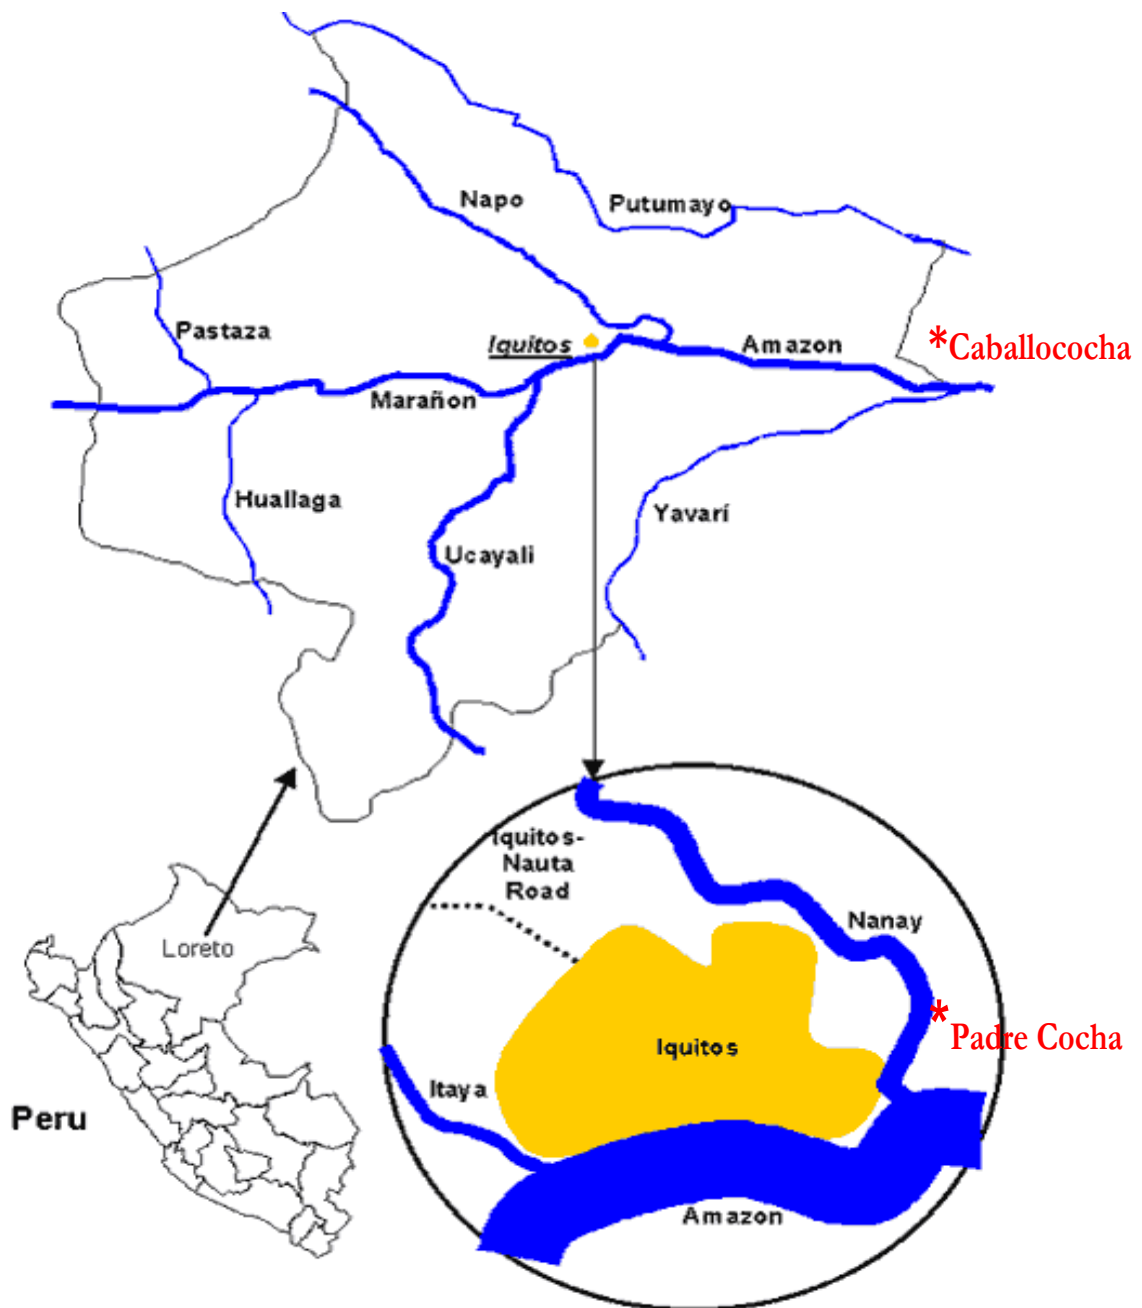 Napo
Putumayo
Pastaza
Iquitos
Amazon
*Caballococha
Marañon
Huallaga
Yavarí
Ucayali
Iquitos-
Nauta
Road
Nanay
Loreto
*
Padre Cocha
Iquitos
Itaya
Peru
Amazon